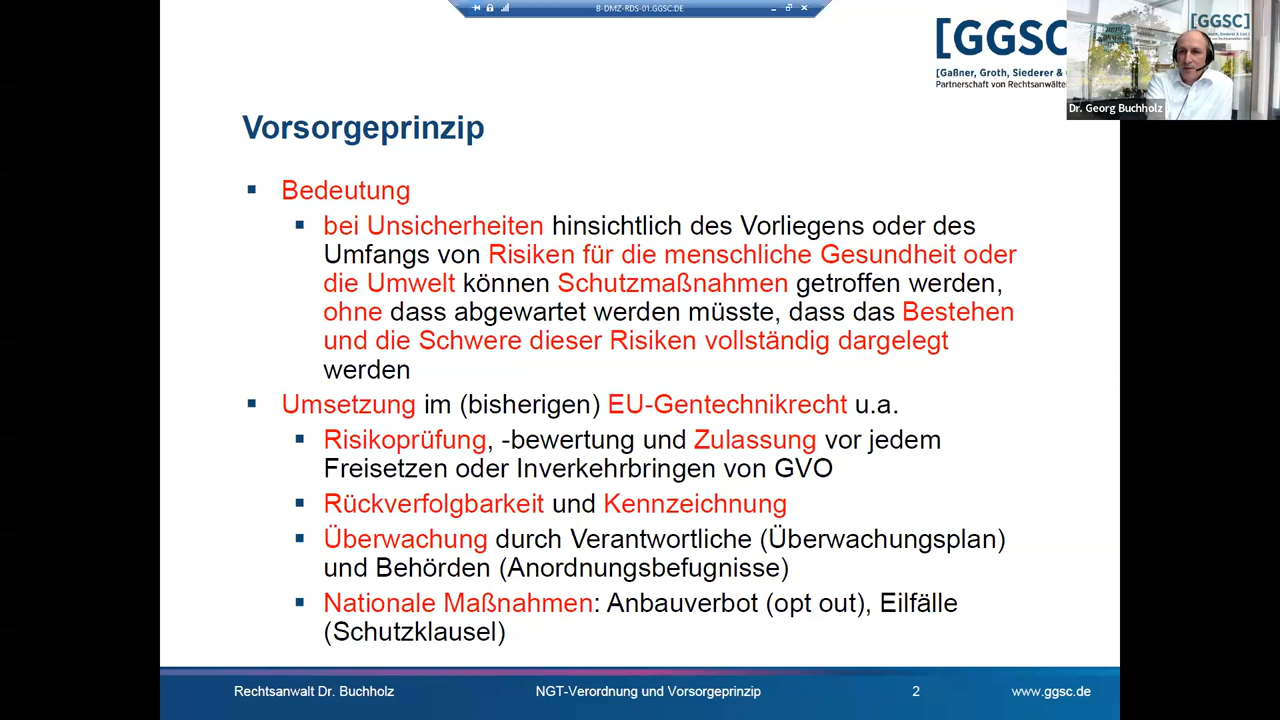 B-DMZ-RDS-01.GGSC.DE
[GGSC
[Gaßner, Groth, Siederer &
Partnerschaft von Rechtsanwälte
[GGSC]
Dr. Georg Buchholz
Vorsorgeprinzip
Bedeutung
bei Unsicherheiten hinsichtlich des Vorliegens oder des
Umfangs von Risiken für die menschliche Gesundheit oder
die Umwelt können Schutzmaßnahmen getroffen werden,
ohne dass abgewartet werden müsste, dass das Bestehen
und die Schwere dieser Risiken vollständig dargelegt
werden
Umsetzung im (bisherigen) EU-Gentechnikrecht u.a.
Risikoprüfung, -bewertung und Zulassung vor jedem
Freisetzen oder Inverkehrbringen von GVO
Rückverfolgbarkeit und Kennzeichnung
Überwachung durch Verantwortliche (Überwachungsplan)
und Behörden (Anordnungsbefugnisse)
Nationale Maßnahmen: Anbauverbot (opt out), Eilfälle
(Schutzklausel)
Rechtsanwalt Dr. Buchholz
NGT-Verordnung und Vorsorgeprinzip
2
www.ggsc.de